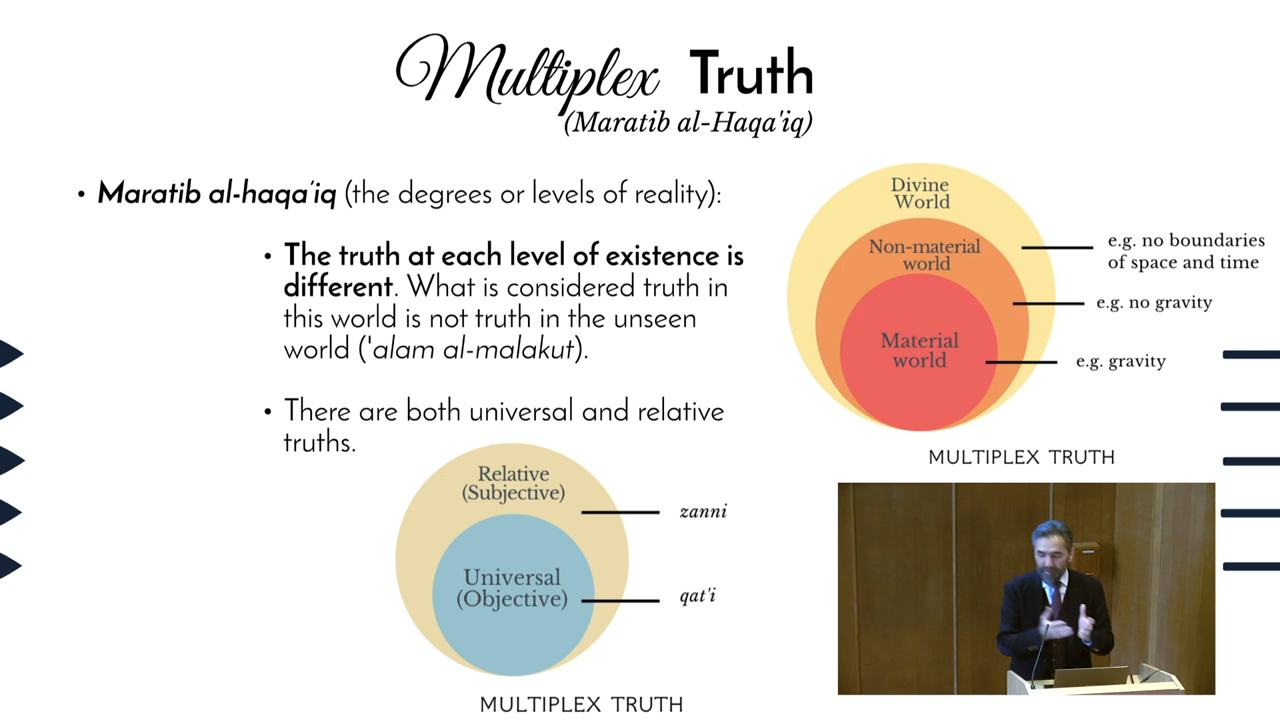 Multiplex Truth
(Maratib al-Haqa'iq)
• Maratib al-haqa'iq (the degrees or levels of reality):
• The truth at each level of existence is
different. What is considered truth in
this world is not truth in the unseen
world ('alam al-malakut).
• There are both universal and relative
truths.
Divine
World
Non-material
world
Material
world
e.g. no boundaries
of space and time
e.g. no gravity
e.g. gravity
MULTIPLEX TRUTH
Relative
(Subjective)
zanni
Universal
(Objective)
qat'i
MULTIPLEX TRUTH